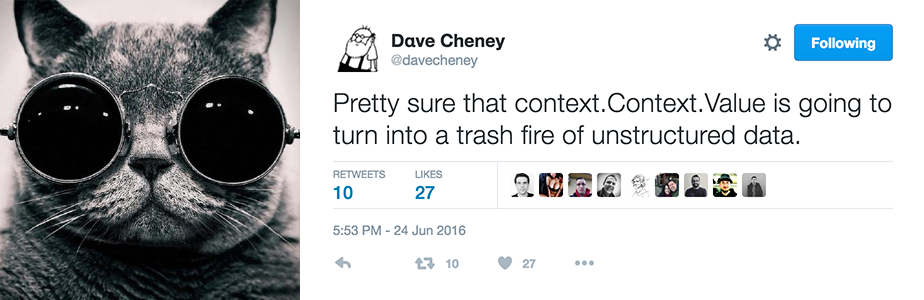 Dave Cheney
@davecheney
Following
Pretty sure that context.Context.Value is going to
turn into a trash fire of unstructured data.
RETWEETS LIKES
10 27
5:53 PM - 24 Jun 2016
10 27